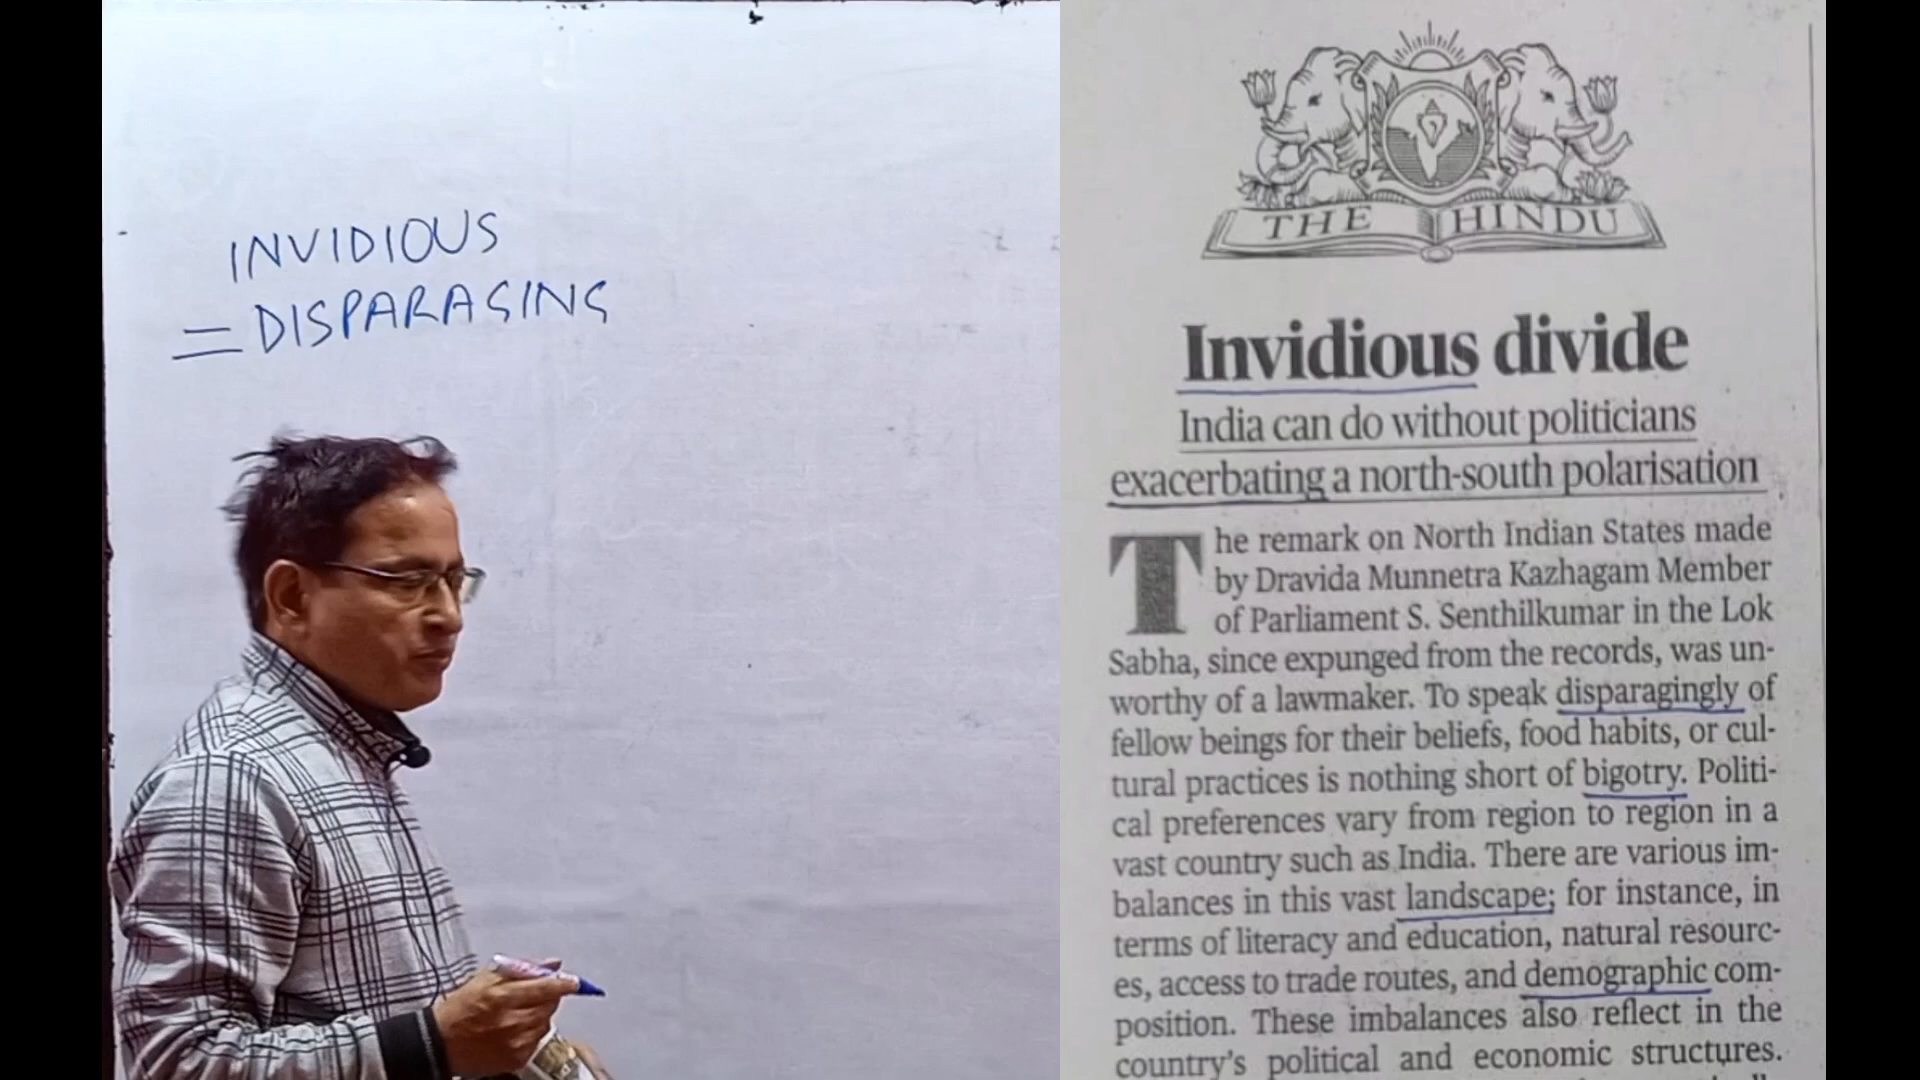 INVIDIOUS
= DISPARAGING
THE HINDU
Invidious divide
India can do without politicians
exacerbating a north-south polarisation
The remark on North Indian States made
by Dravida Munnetra Kazhagam Member
of Parliament S. Senthilkumar in the Lok
Sabha, since expunged from the records, was un-
worthy of a lawmaker. To speak disparagingly of
fellow beings for their beliefs, food habits, or cul-
tural practices is nothing short of bigotry. Politi-
cal preferences vary from region to region in a
vast country such as India. There are various im-
balances in this vast landscape; for instance, in
terms of literacy and education, natural resourc-
es, access to trade routes, and demographic com-
position. These imbalances also reflect in the
country's political and economic structures.